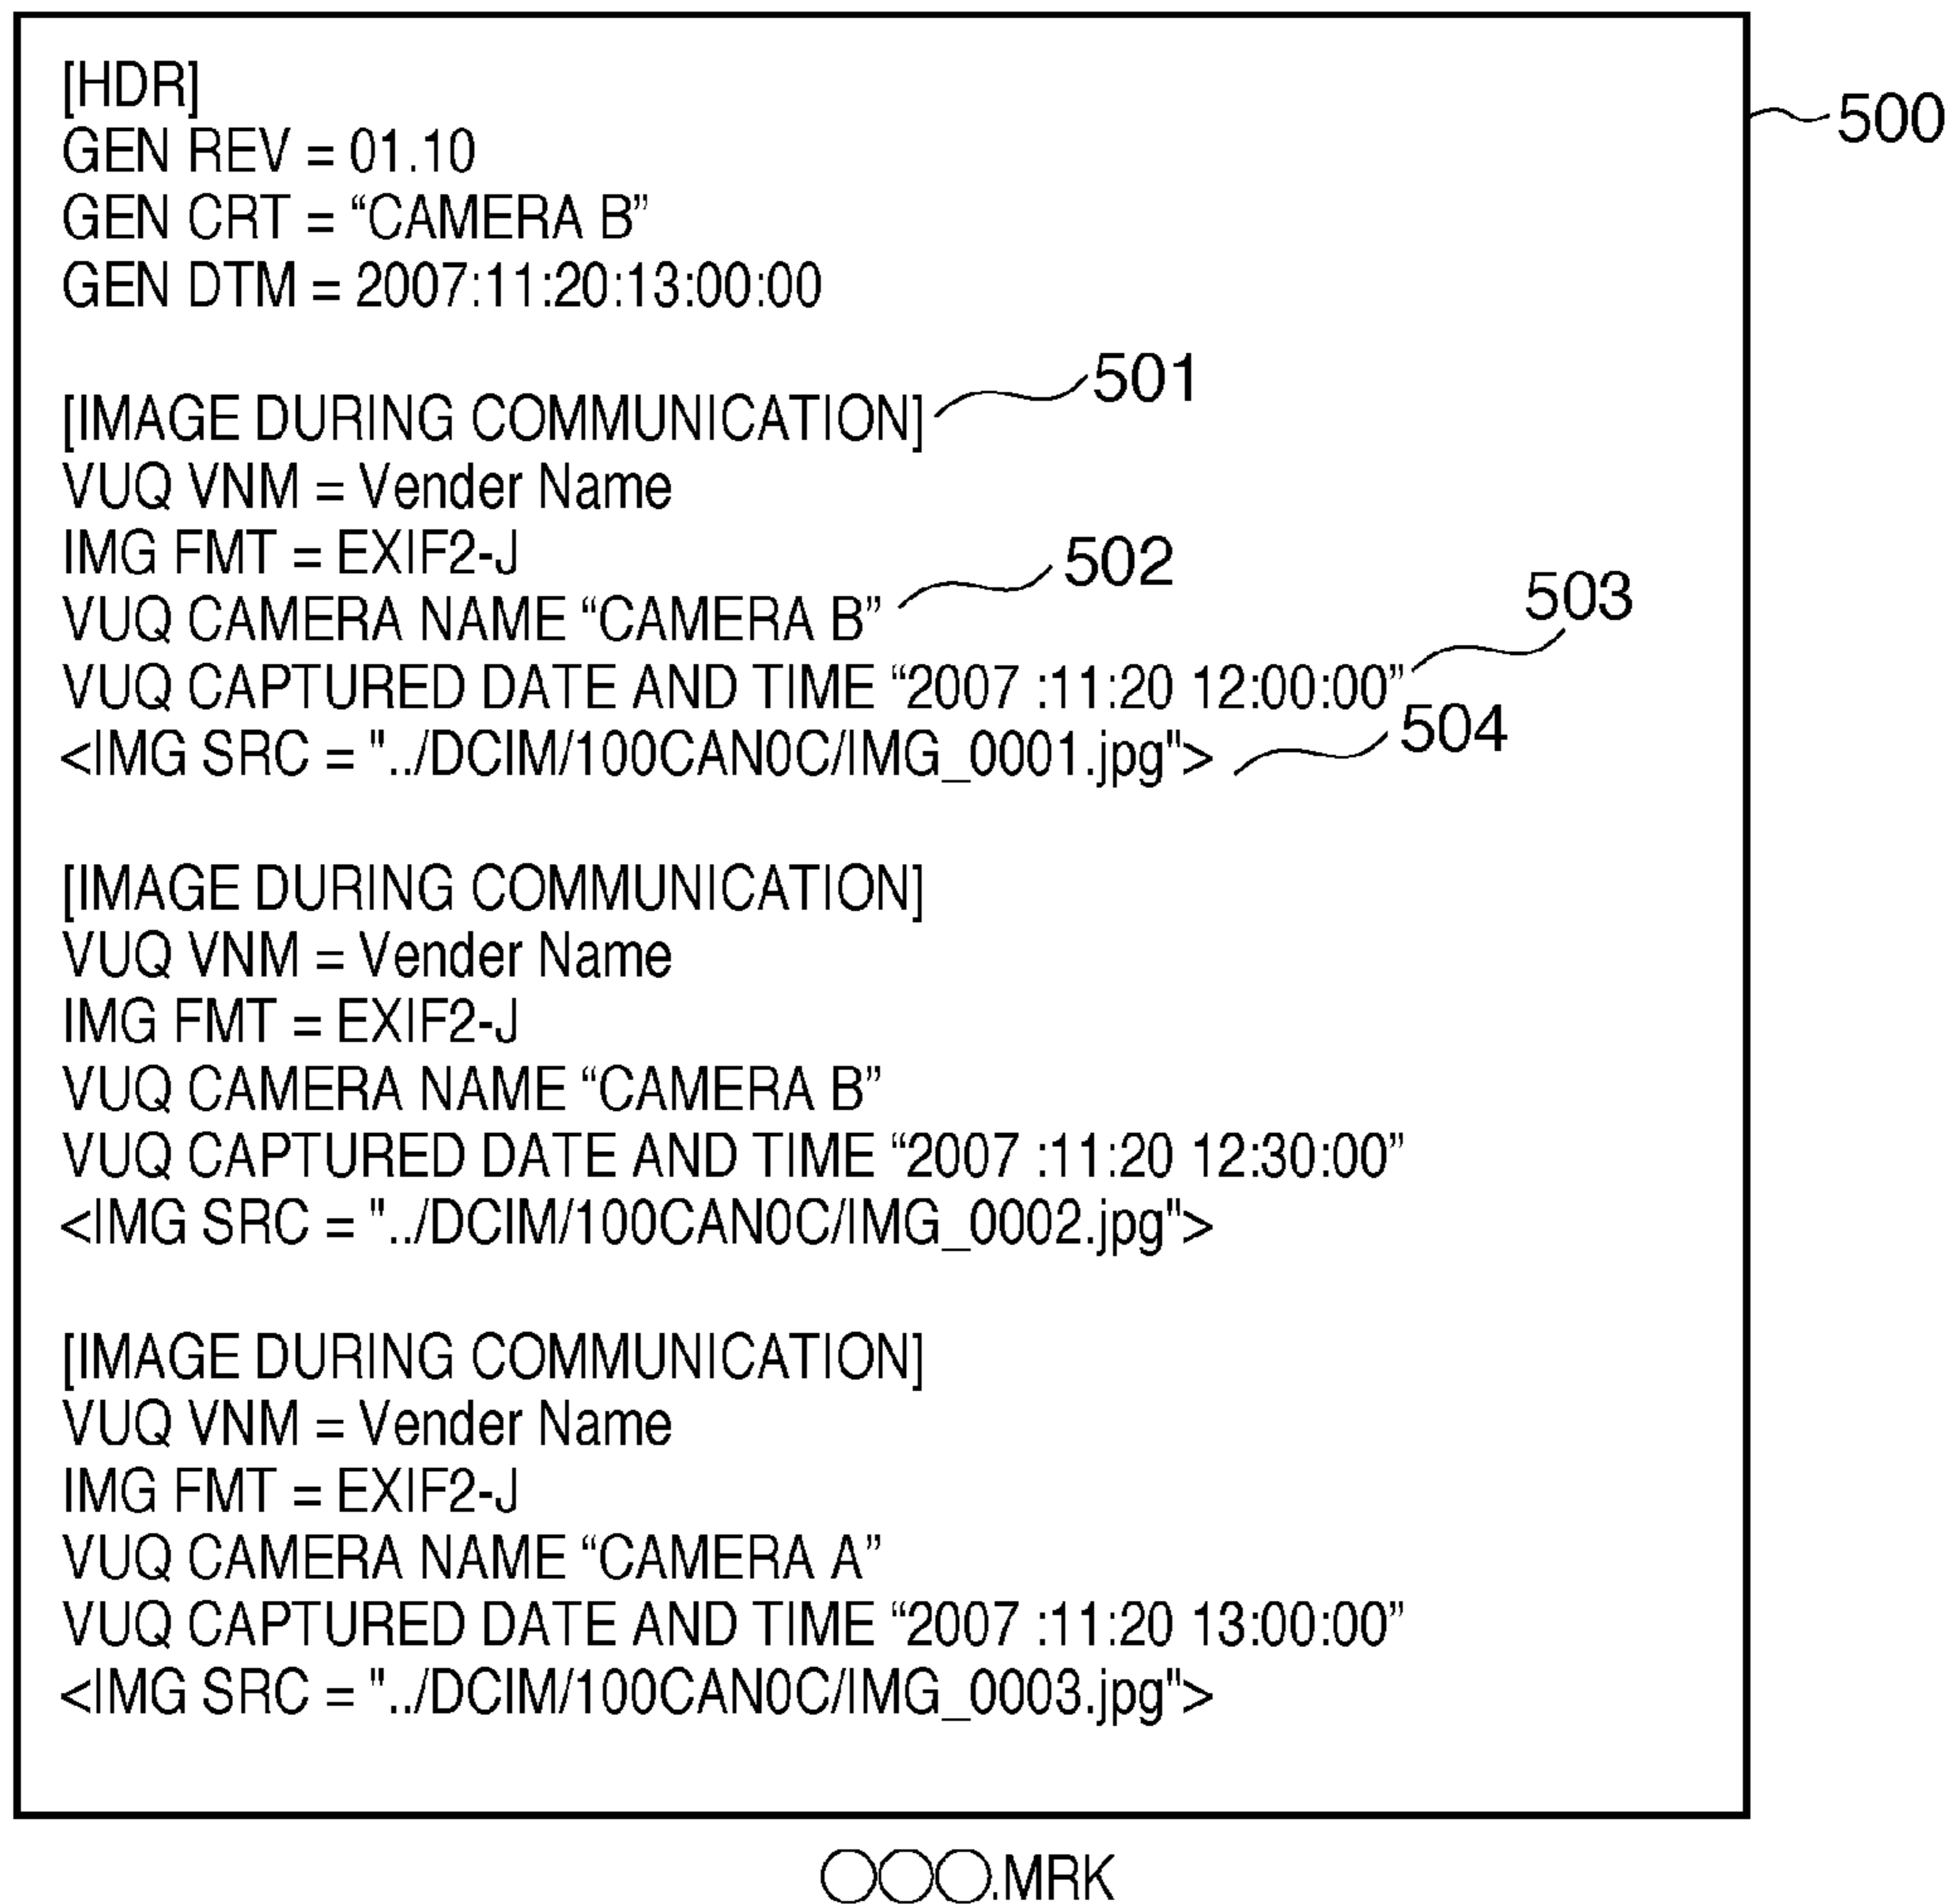 [HDR]
GEN REV = 01.10
GEN CRT = “CAMERA B”
GEN DTM = 2007:11:20:13:00:00
500
[IMAGE DURING COMMUNICATION]
501
VUQ VNM = Vender Name
IMG FMT = EXIF2-J
VUQ CAMERA NAME “CAMERA B”
502
VUQ CAPTURED DATE AND TIME “2007 :11:20 12:00:00”
503
<IMG SRC = "../DCIM/100CAN0C/IMG_0001.jpg">
504
[IMAGE DURING COMMUNICATION]
VUQ VNM = Vender Name
IMG FMT = EXIF2-J
VUQ CAMERA NAME “CAMERA B”
VUQ CAPTURED DATE AND TIME “2007 :11:20 12:30:00”
<IMG SRC = "../DCIM/100CAN0C/IMG_0002.jpg">
[IMAGE DURING COMMUNICATION]
VUQ VNM = Vender Name
IMG FMT = EXIF2-J
VUQ CAMERA NAME “CAMERA A”
VUQ CAPTURED DATE AND TIME “2007 :11:20 13:00:00”
<IMG SRC = "../DCIM/100CAN0C/IMG_0003.jpg">
○○○.MRK